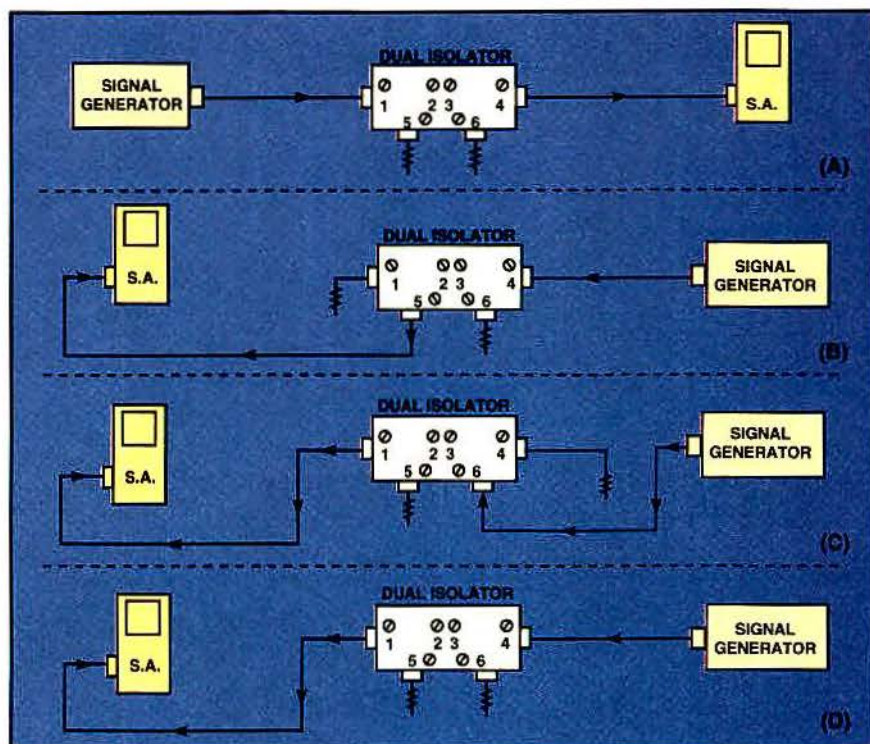 DUAL ISOLATOR
SIGNAL
GENERATOR
1 2 3 4
5 6
S.A.
(A)
DUAL ISOLATOR
S.A.
1 2 3 4
5 6
SIGNAL
GENERATOR
(B)
DUAL ISOLATOR
S.A.
1 2 3 4
5 6
SIGNAL
GENERATOR
(C)
DUAL ISOLATOR
S.A.
1 2 3 4
5 6
SIGNAL
GENERATOR
(D)